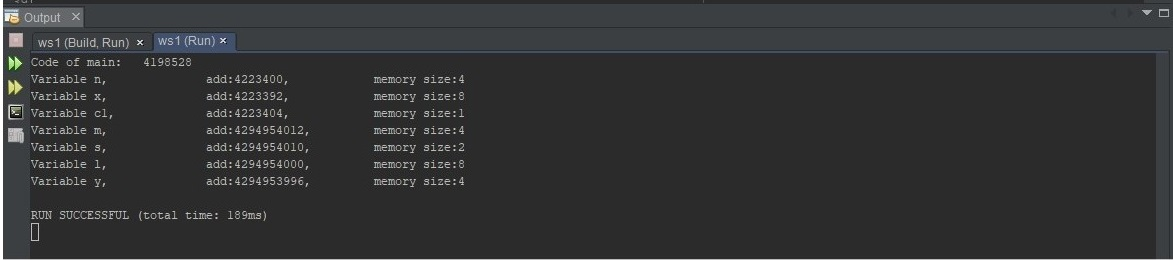 Output
ws1 (Build, Run) ws1 (Run)
Code of main: 4198528
Variable n, add:4223400, memory size:4
Variable x, add:4223392, memory size:8
Variable c1, add:4223404, memory size:1
Variable m, add:4294954012, memory size:4
Variable s, add:4294954010, memory size:2
Variable l, add:4294954000, memory size:8
Variable y, add:4294953996, memory size:4
RUN SUCCESSFUL (total time: 189ms)